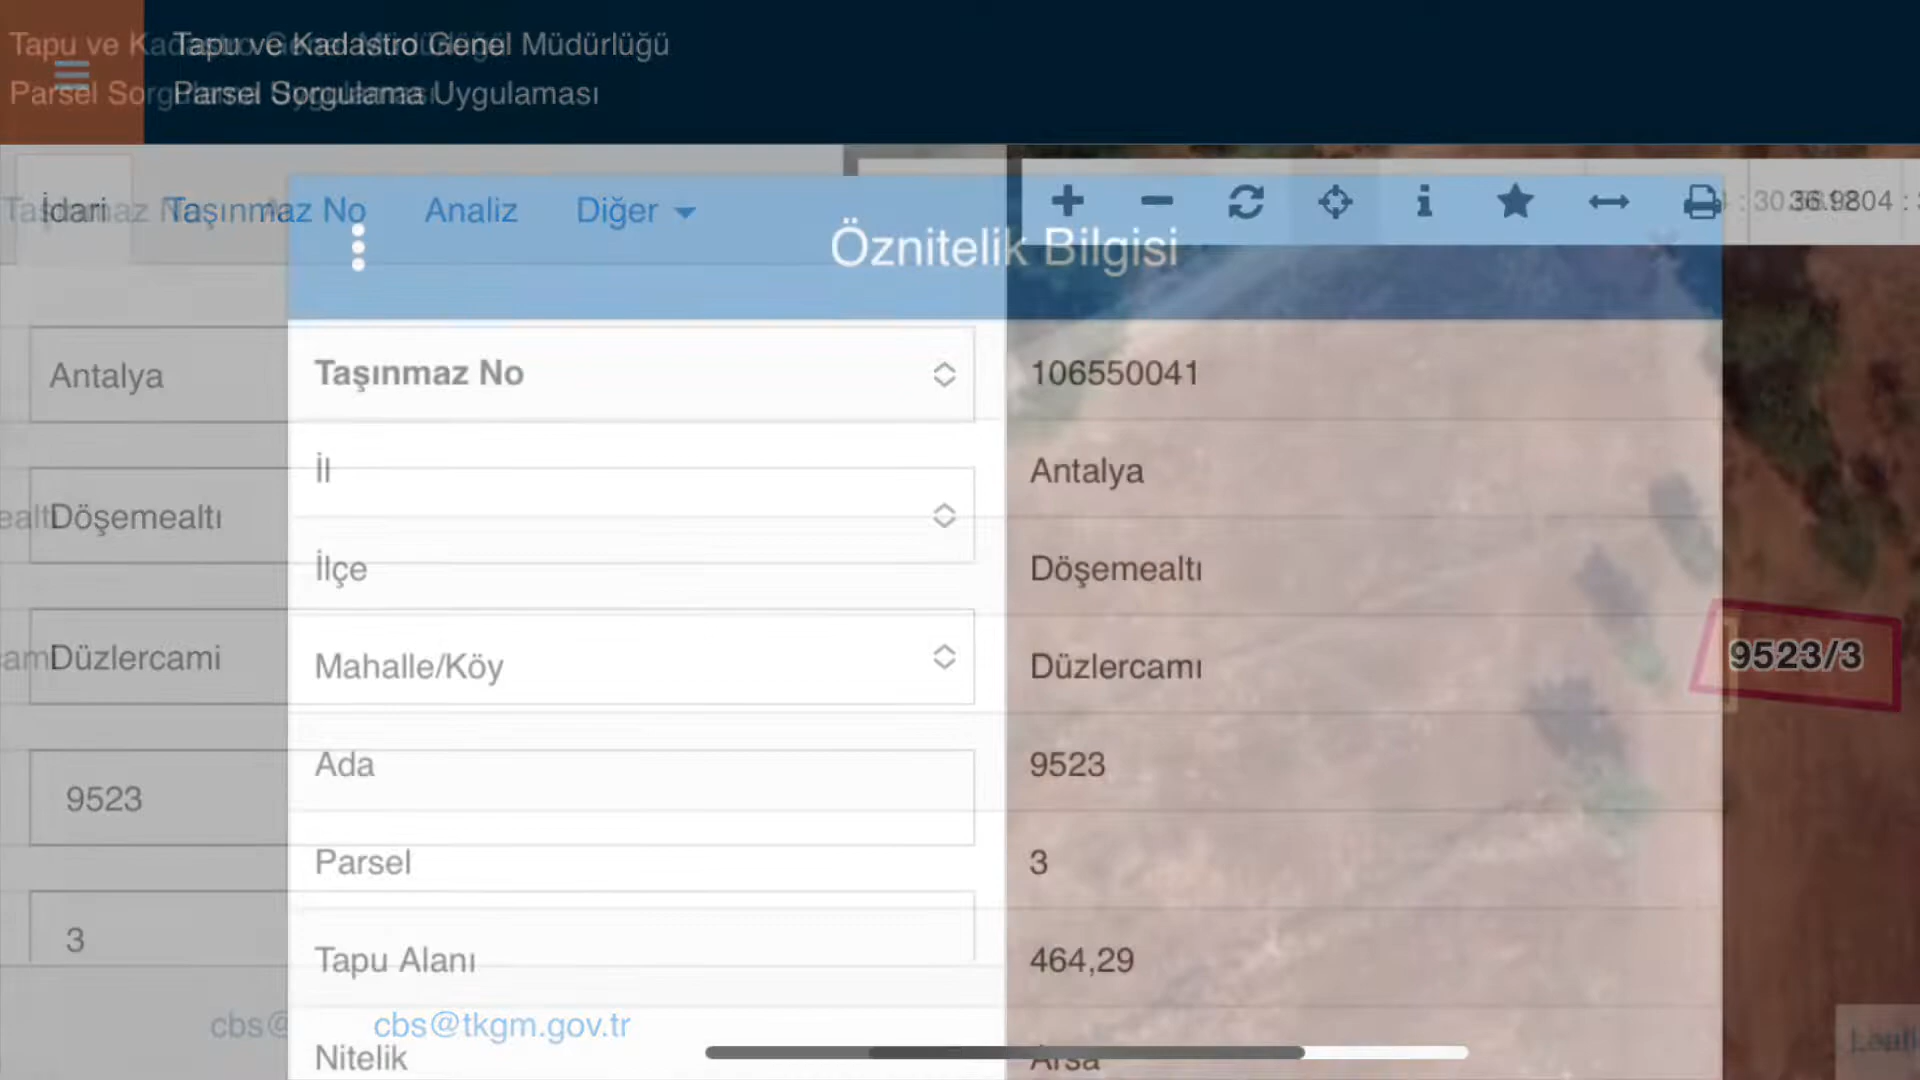 Tapu ve Kadastro Genel Müdürlüğü
Parsel Sorgulama Uygulaması
İdari
Taşınmaz No
Analiz
Diğer
Öznitelik Bilgisi
Antalya
Taşınmaz No
106550041
İl
Antalya
Döşemealtı
İlçe
Döşemealtı
Düzlercami
Mahalle/Köy
Düzlercamı
9523/3
9523
Ada
9523
Parsel
3
3
Tapu Alanı
464,29
cbs@
cbs@tkgm.gov.tr
Nitelik
Arsa